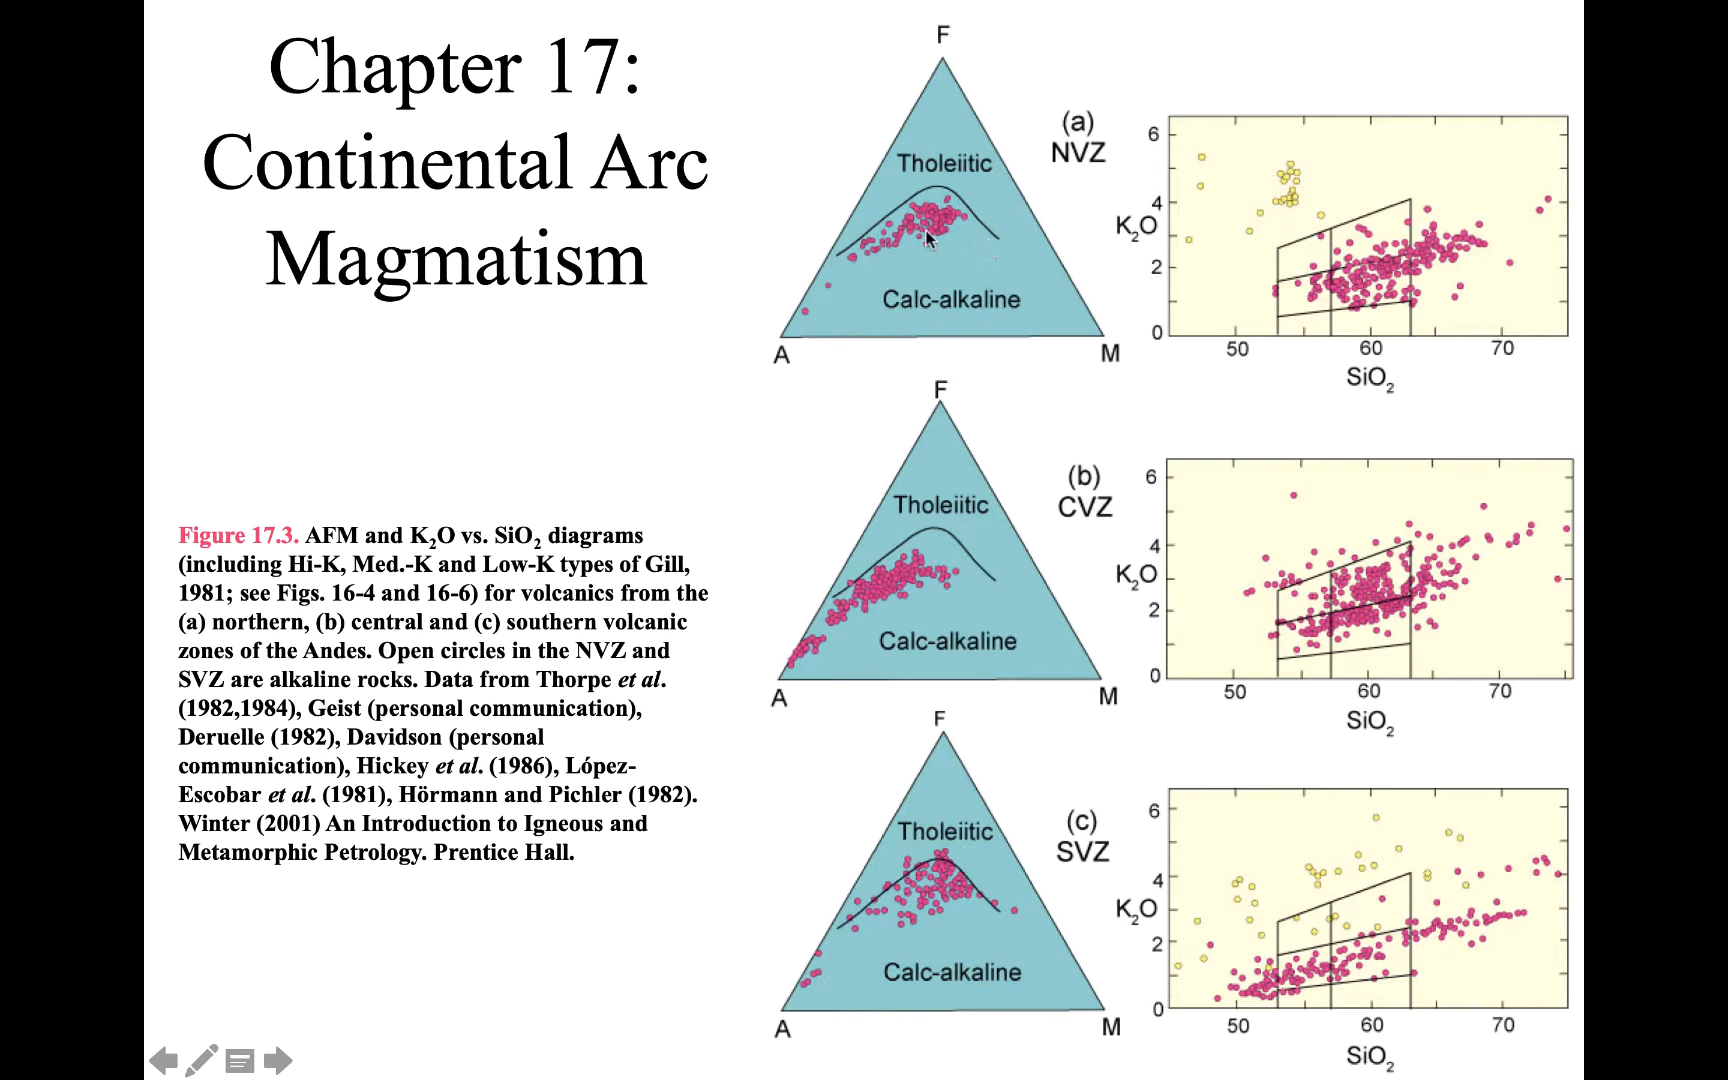 Chapter 17:
Continental Arc
Magmatism
Figure 17.3. AFM and K₂O vs. SiO₂ diagrams
(including Hi-K, Med.-K and Low-K types of Gill,
1981; see Figs. 16-4 and 16-6) for volcanics from the
(a) northern, (b) central and (c) southern volcanic
zones of the Andes. Open circles in the NVZ and
SVZ are alkaline rocks. Data from Thorpe et al.
(1982,1984), Geist (personal communication),
Deruelle (1982), Davidson (personal
communication), Hickey et al. (1986), López-
Escobar et al. (1981), Hörmann and Pichler (1982).
Winter (2001) An Introduction to Igneous and
Metamorphic Petrology. Prentice Hall.
F
Tholeiitic
Calc-alkaline
A M
(a)
NVZ
6
4
K₂O
2
0
50 60 70
SiO₂
F
Tholeiitic
Calc-alkaline
A M
(b)
CVZ
6
4
K₂O
2
0
50 60 70
SiO₂
F
Tholeiitic
Calc-alkaline
A M
(c)
SVZ
6
4
K₂O
2
0
50 60 70
SiO₂